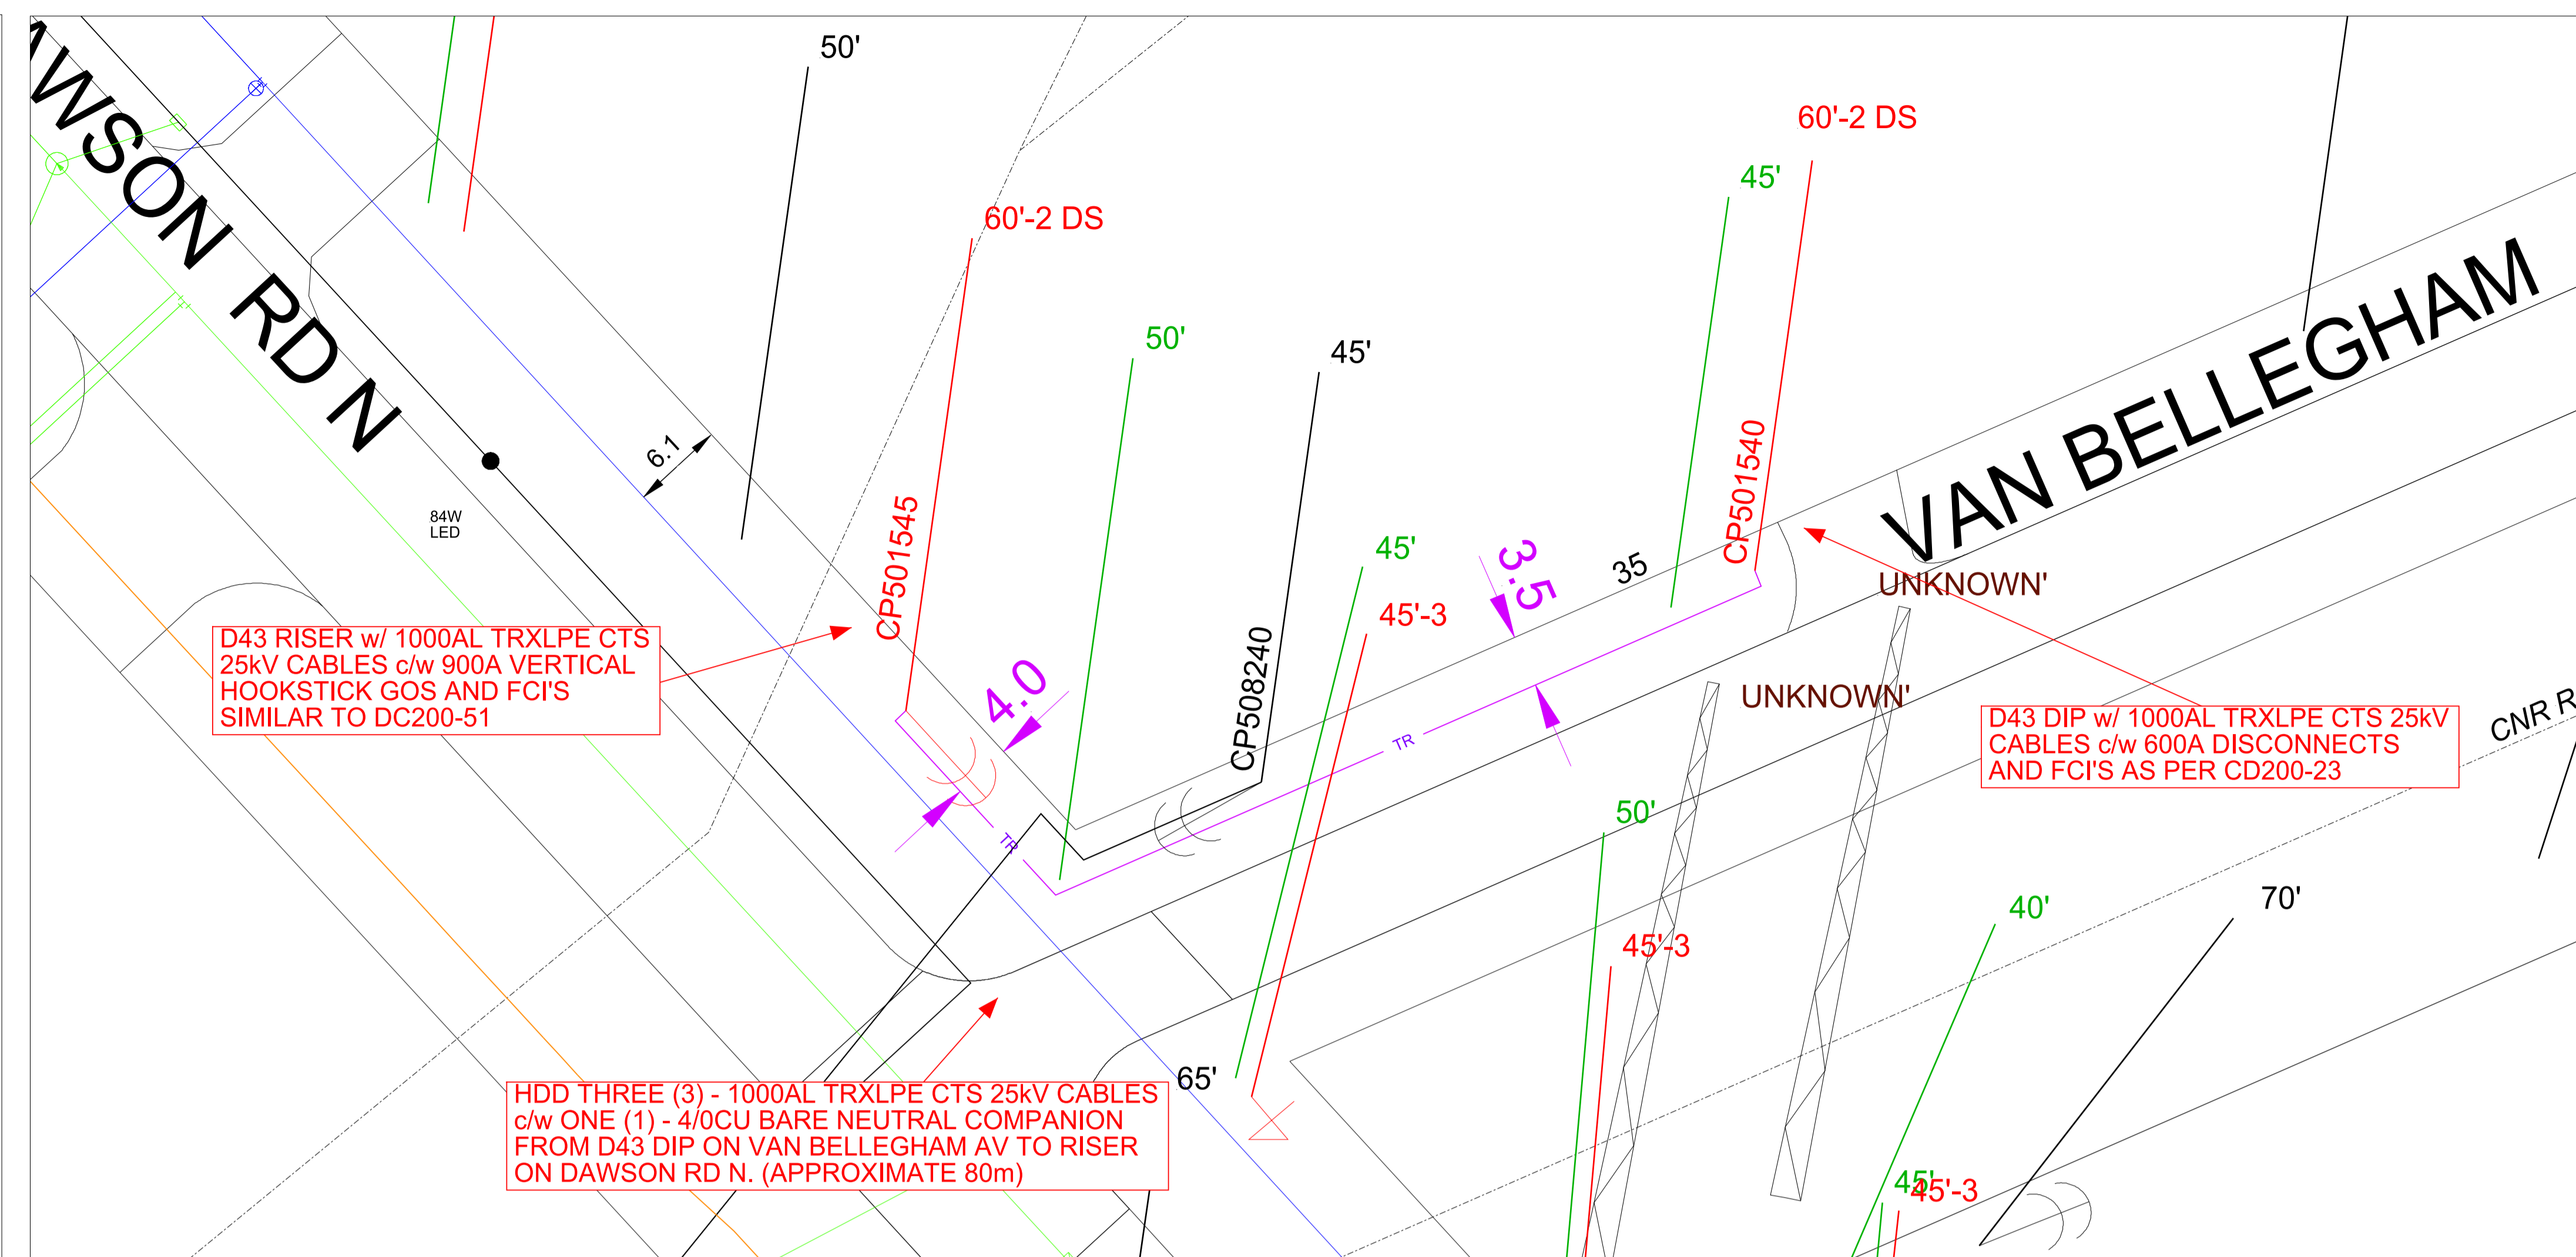 AWSON RD N
50'
60'-2 DS
60'-2 DS
45'
50'
45'
6.1
84W
LED
CP501545
CP501540
CP508240
45'
45'-3
3.5
35
4.0
TR
TR
VAN BELLEGHAM
UNKNOWN'
UNKNOWN'
CNR R
D43 RISER w/ 1000AL TRXLPE CTS
25kV CABLES c/w 900A VERTICAL
HOOKSTICK GOS AND FCI'S
SIMILAR TO DC200-51
D43 DIP w/ 1000AL TRXLPE CTS 25kV
CABLES c/w 600A DISCONNECTS
AND FCI'S AS PER CD200-23
50'
45'-3
40'
70'
65'
HDD THREE (3) - 1000AL TRXLPE CTS 25kV CABLES
c/w ONE (1) - 4/0CU BARE NEUTRAL COMPANION
FROM D43 DIP ON VAN BELLEGHAM AV TO RISER
ON DAWSON RD N. (APPROXIMATE 80m)
45'
45'-3